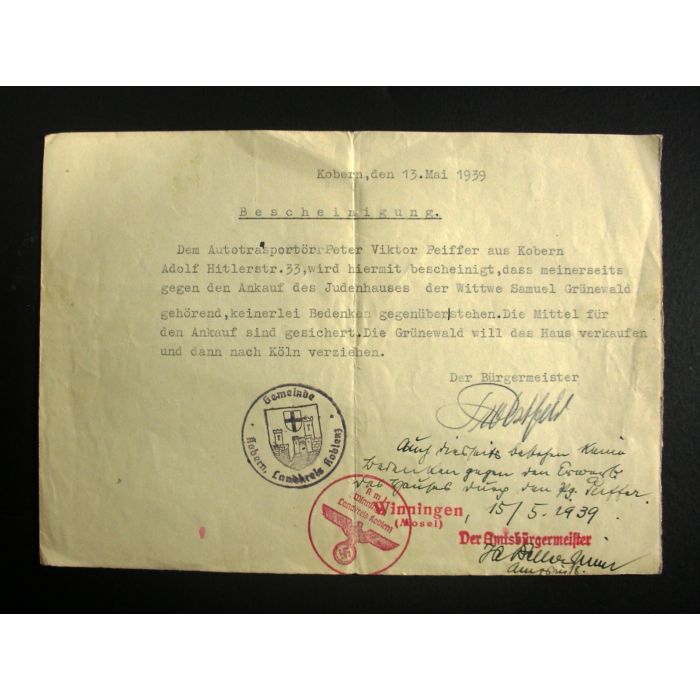 Kobern,den 13.Mai 1939
Bescheinigung.
Dem Autotrasportör Peter Viktor Peiffer aus Kobern
Adolf Hitlerstr.33,wird hiermit bescheinigt,dass meinerseits
gegen den Ankauf des Judenhauses der Wittwe Samuel Grünewald
gehörend,keinerlei Bedenken gegenüberstehen.Die Mittel für
den Ankauf sind gesichert.Die Grünewald will das Haus verkaufen
und dann nach Köln verziehen.
Der Bürgermeister
Gemeinde
Kobern, Landkreis Koblenz
Auch diesseits bestehen keine
Bedenken gegen den Erwerb
des Hauses durch den Pg. Peiffer.
Winningen, 15/5.1939.
(Mosel)
Landkreis Koblenz
Der Amtsbürgermeister